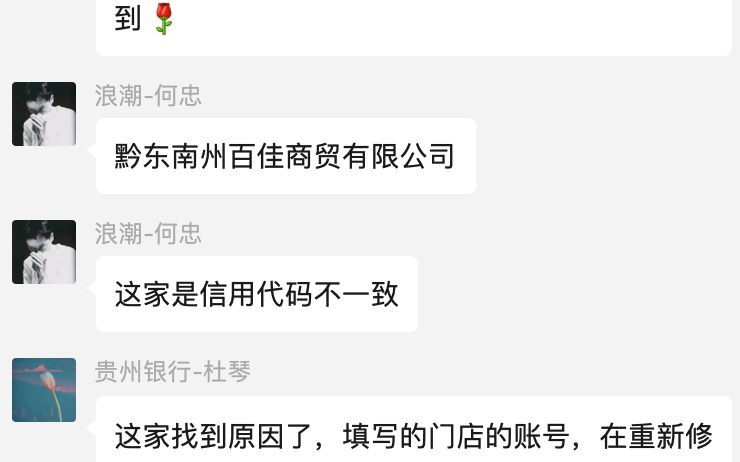 到🌹
浪潮-何忠
黔东南州百佳商贸有限公司
浪潮-何忠
这家是信用代码不一致
贵州银行-杜琴
这家找到原因了，填写的门店的账号，在重新修